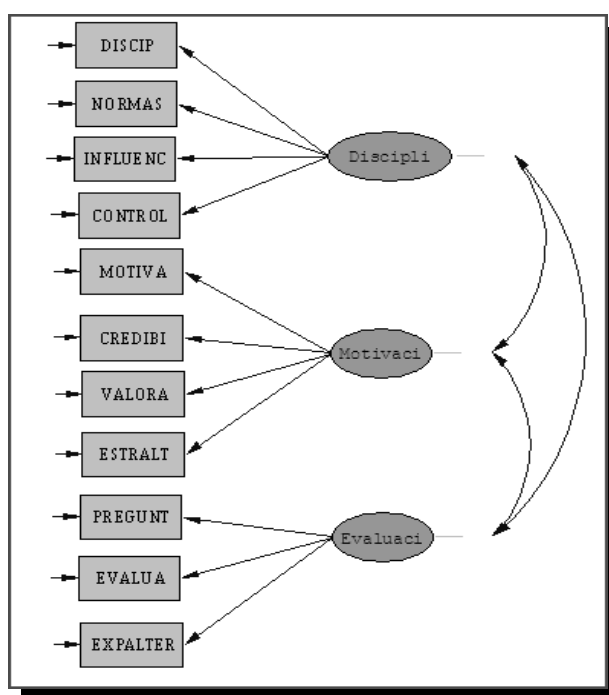 DISCIP
NORMAS
INFLUENC
CONTROL
MOTIVA
CREDIBI
VALORA
ESTRALT
PREGUNT
EVALUA
EXPALTER
Discipli
Motivaci
Evaluaci